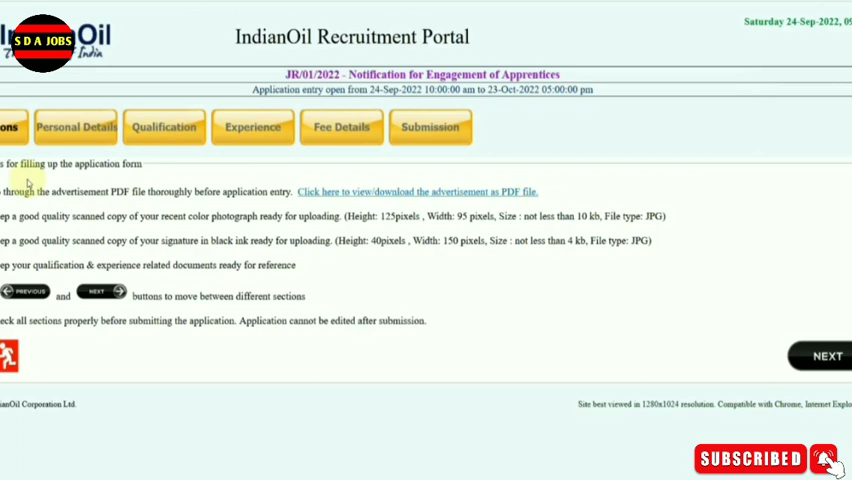 S D A JOBS
IndianOil Recruitment Portal
Saturday 24-Sep-2022, 09
JR/01/2022 - Notification for Engagement of Apprentices
Application entry open from 24-Sep-2022 10:00:00 am to 23-Oct-2022 05:00:00 pm
ons Personal Details Qualification Experience Fee Details Submission
s for filling up the application form
through the advertisement PDF file thoroughly before application entry. Click here to view/download the advertisement as PDF file.
ep a good quality scanned copy of your recent color photograph ready for uploading. (Height: 125pixels , Width: 95 pixels, Size : not less than 10 kb, File type: JPG)
ep a good quality scanned copy of your signature in black ink ready for uploading. (Height: 40pixels , Width: 150 pixels, Size : not less than 4 kb, File type: JPG)
ep your qualification & experience related documents ready for reference
PREVIOUS and NEXT buttons to move between different sections
eck all sections properly before submitting the application. Application cannot be edited after submission.
NEXT
ianOil Corporation Ltd.
Site best viewed in 1280x1024 resolution. Compatible with Chrome, Internet Explo
SUBSCRIBED